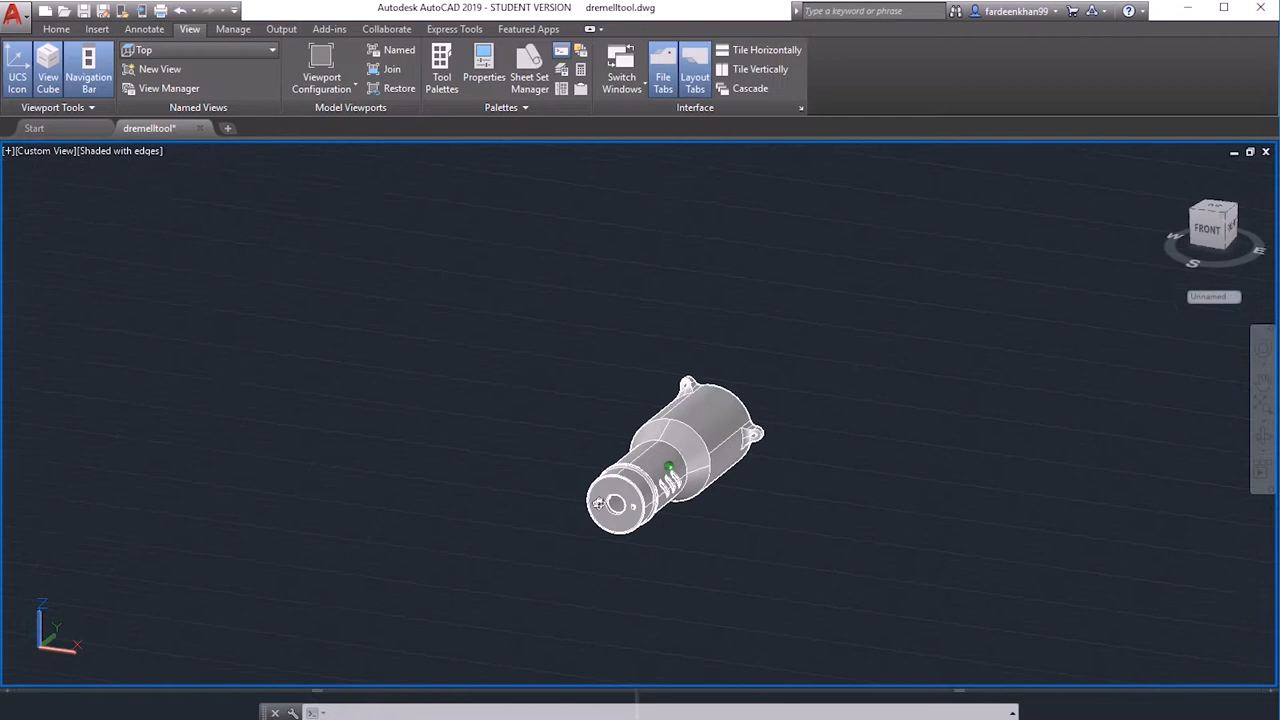 Autodesk AutoCAD 2019 - STUDENT VERSION dremelltool.dwg
Type a keyword or phrase
fardeenkhan99
Home Insert Annotate View Manage Output Add-ins Collaborate Express Tools Featured Apps
UCS Icon
View Cube
Navigation Bar
Top
New View
View Manager
Viewport Configuration
Named
Join
Restore
Tool Palettes
Properties
Sheet Set Manager
Switch Windows
File Tabs
Layout Tabs
Tile Horizontally
Tile Vertically
Cascade
Viewport Tools
Named Views
Model Viewports
Palettes
Interface
Start
dremelltool*
[+][Custom View][Shaded with edges]
FRONT
W
S
E
Unnamed
Z
Y
X